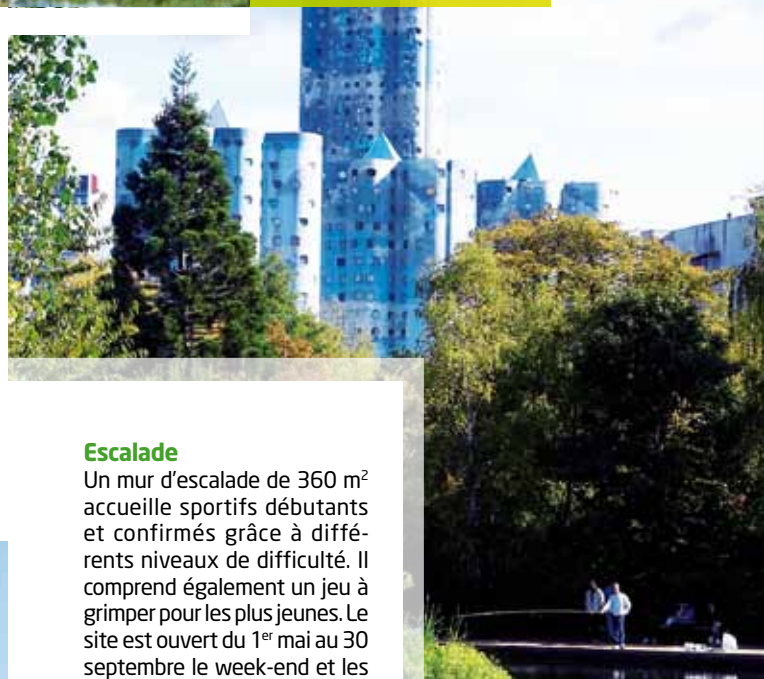 Escalade
Un mur d'escalade de 360 m²
accueille sportifs débutants
et confirmés grâce à diffé-
rents niveaux de difficulté. Il
comprend également un jeu à
grimper pour les plus jeunes. Le
site est ouvert du 1er mai au 30
septembre le week-end et les